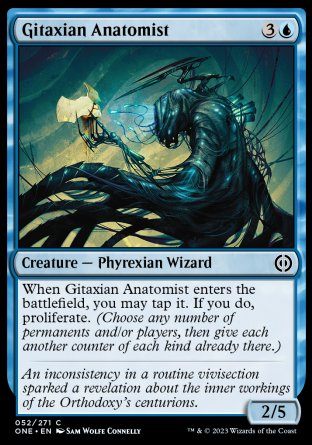 Gitaxian Anatomist 3
Creature — Phyrexian Wizard
When Gitaxian Anatomist enters the
battlefield, you may tap it. If you do,
proliferate. (Choose any number of
permanents and/or players, then give each
another counter of each kind already there.)
An inconsistency in a routine vivisection
sparked a revelation about the inner workings
of the Orthodoxy's centurions.
2/5
052/271 C
ONE • EN Sam Wolfe Connelly ™ & © 2023 Wizards of the Coast